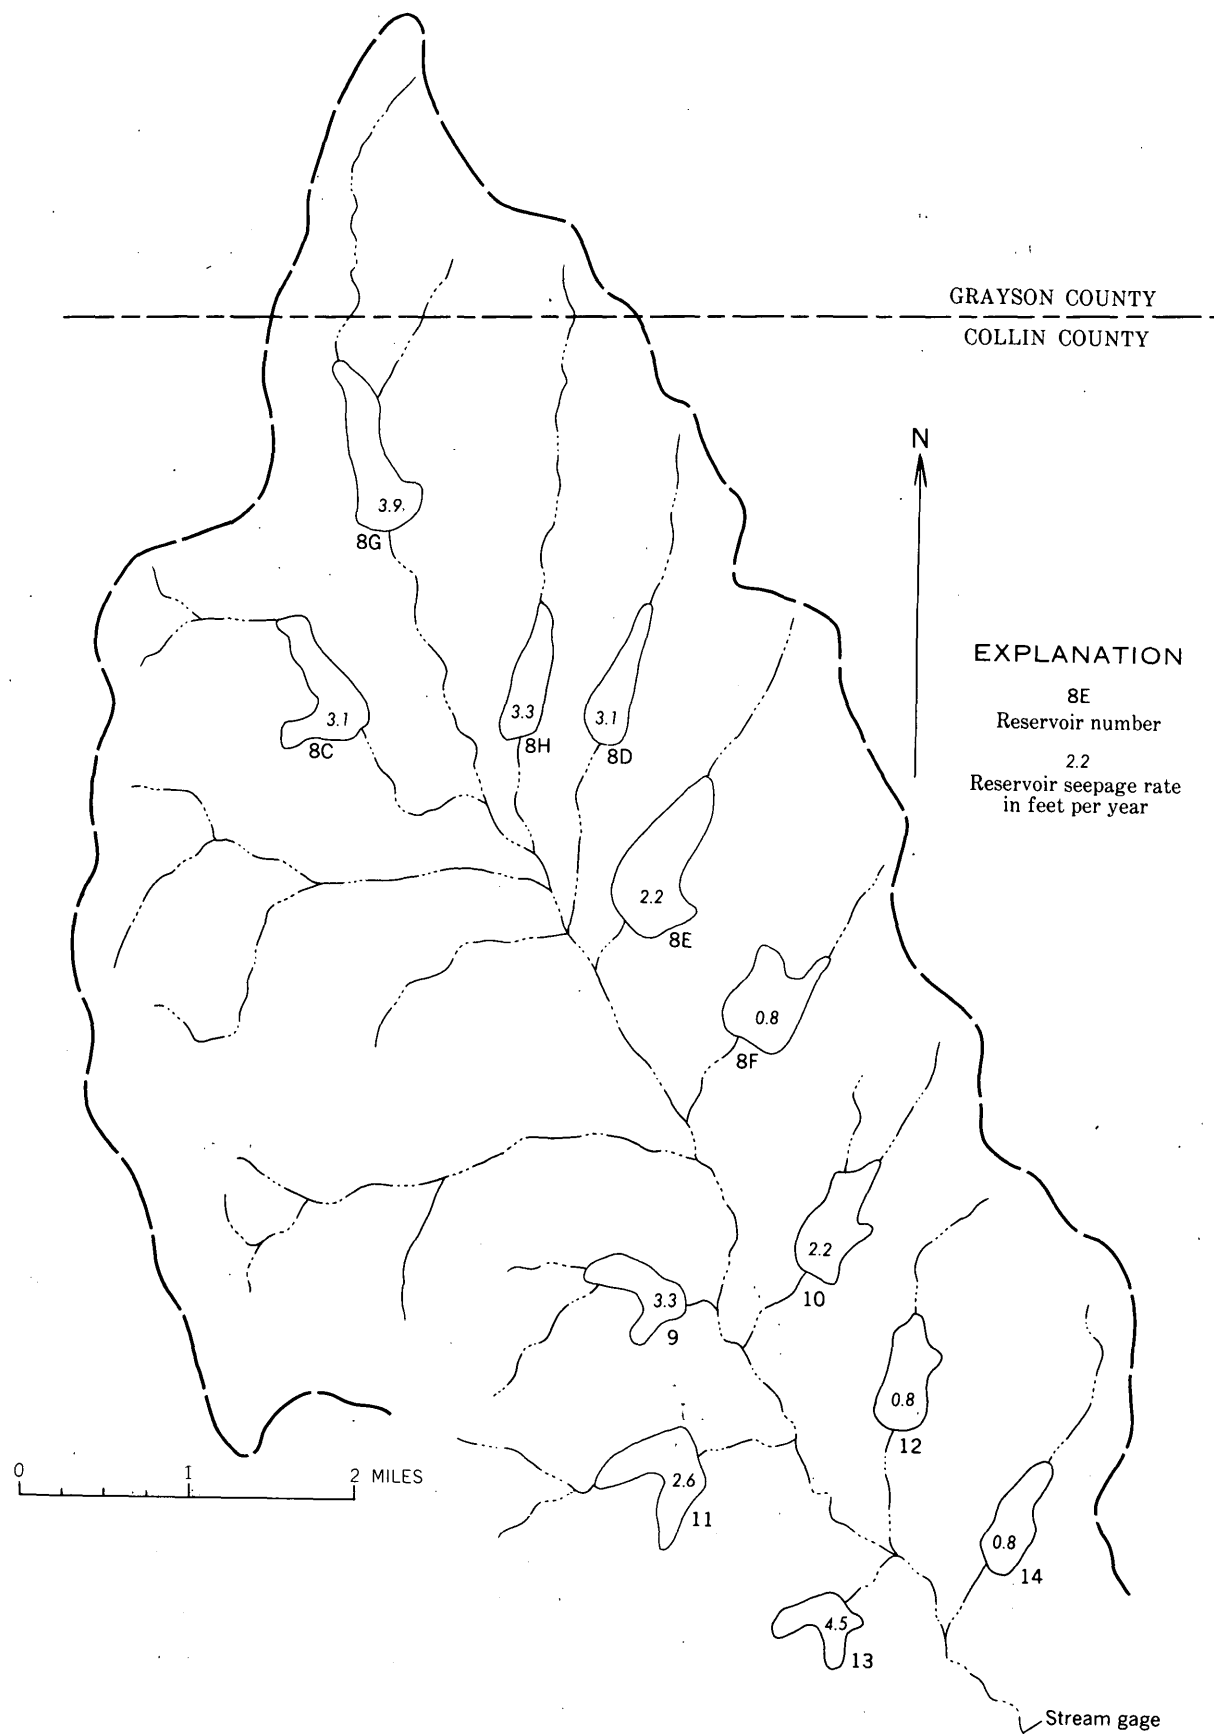 GRAYSON COUNTY
COLLIN COUNTY
N
3.9
8G
EXPLANATION
8E
Reservoir number
2.2
Reservoir seepage rate
in feet per year
3.1
8C
3.3
8H
3.1
8D
2.2
8E
0.8
8F
2.2
10
3.3
9
0.8
12
0 1 2 MILES
2.6
11
0.8
14
4.5
13
Stream gage